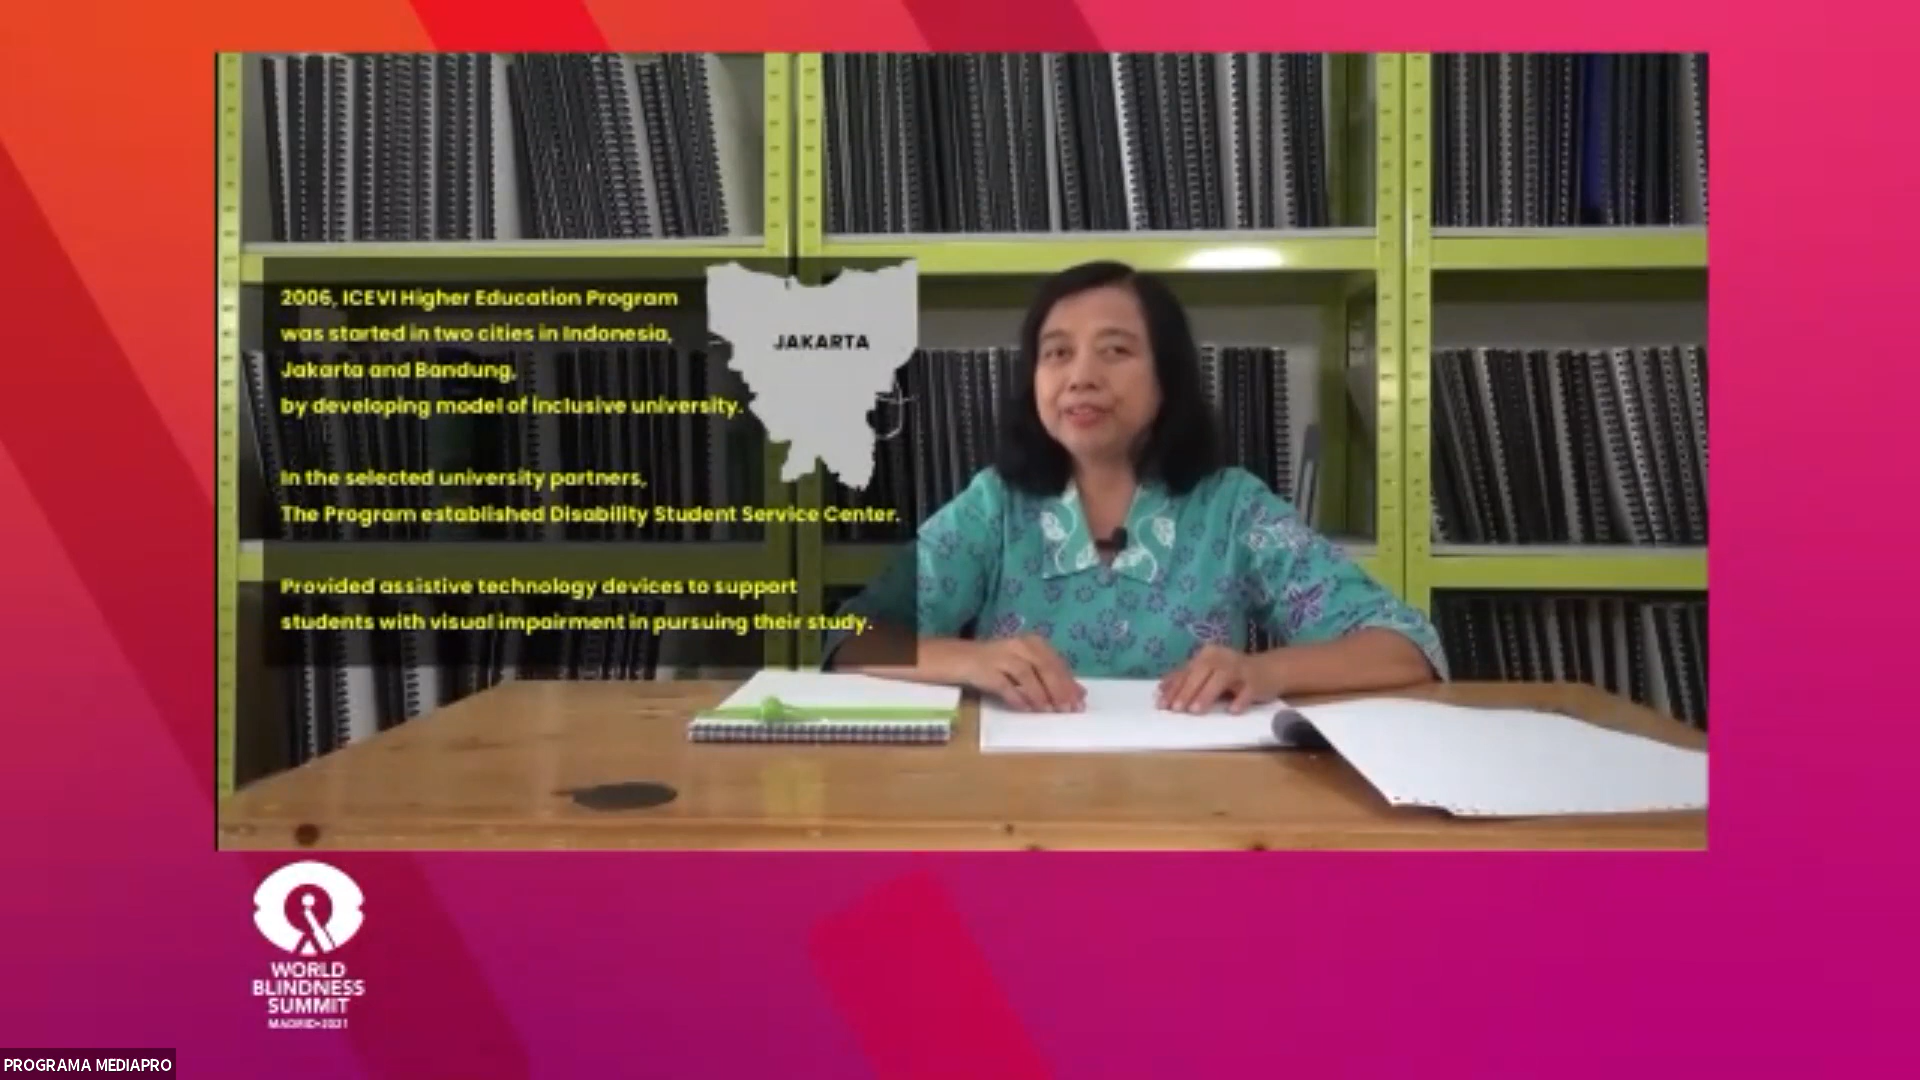 2006, ICEVI Higher Education Program
was started in two cities in Indonesia,
Jakarta and Bandung,
by developing model of inclusive university.
In the selected university partners,
The Program established Disability Student Service Center.
Provided assistive technology devices to support
students with visual impairment in pursuing their study.
JAKARTA
WORLD
BLINDNESS
SUMMIT
MADRID•2021
PROGRAMA MEDIAPRO